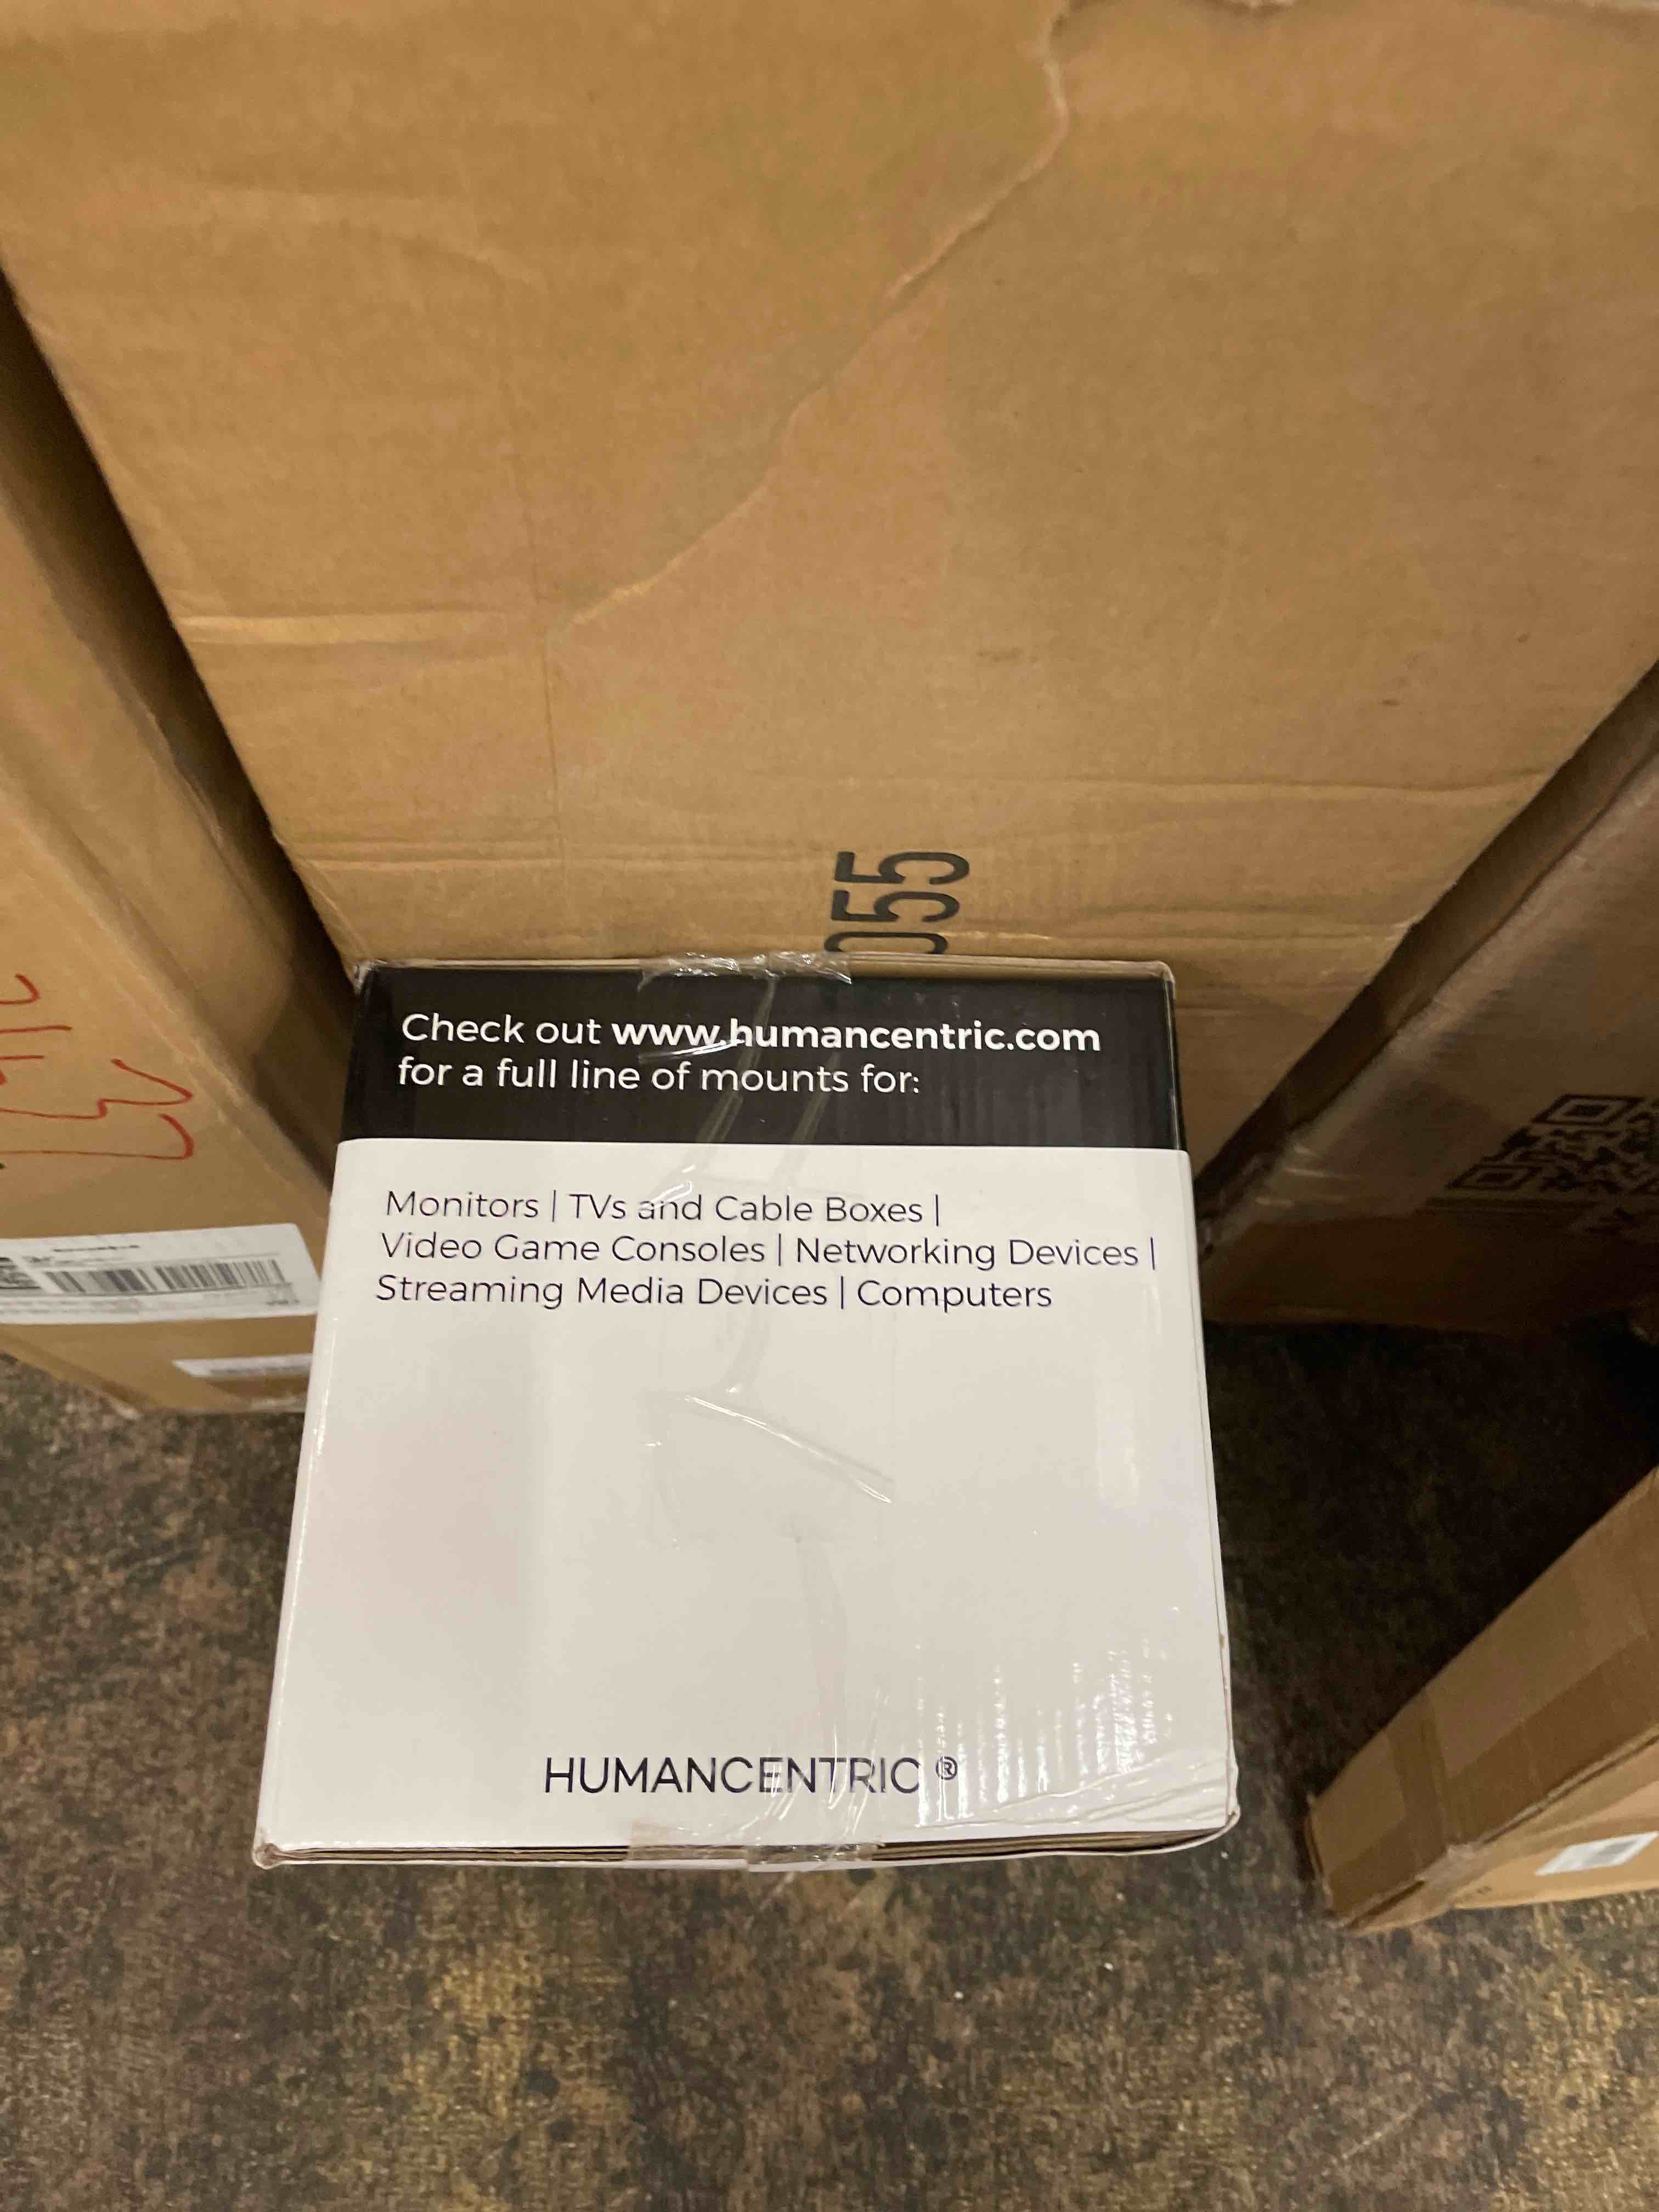 055
Check out www.humancentric.com
for a full line of mounts for:
Monitors | TVs and Cable Boxes |
Video Game Consoles | Networking Devices |
Streaming Media Devices | Computers
HUMANCENTRIC ®